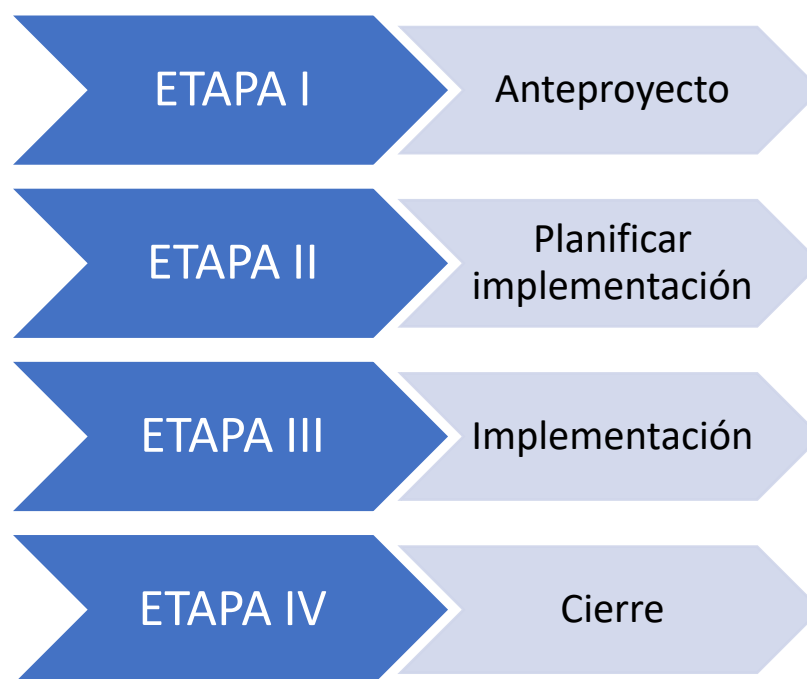 ETAPA I
Anteproyecto
ETAPA II
Planificar
implementación
ETAPA III
Implementación
ETAPA IV
Cierre